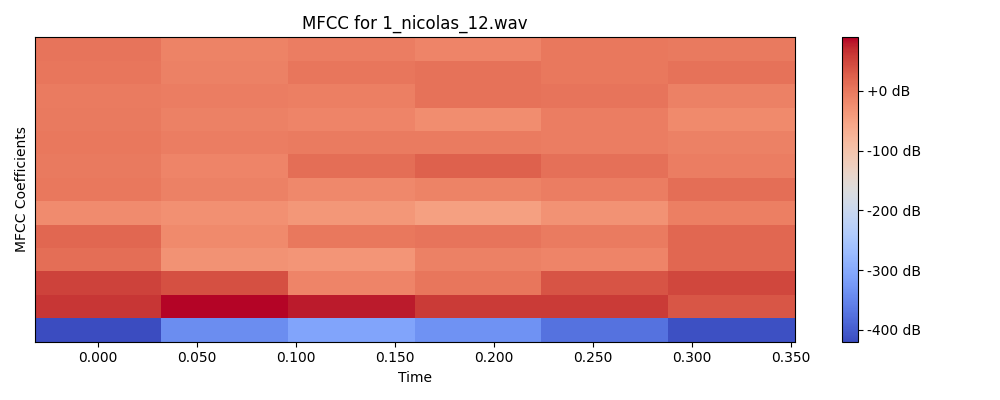 MFCC for 1_nicolas_12.wav
MFCC Coefficients
0.000 0.050 0.100 0.150 0.200 0.250 0.300 0.350
Time
+0 dB
-100 dB
-200 dB
-300 dB
-400 dB